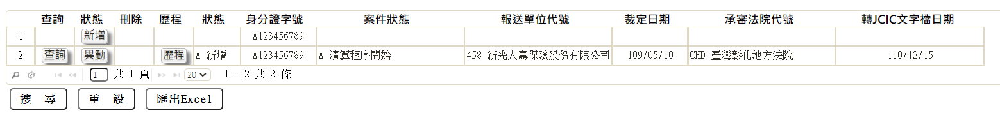 查詢 狀態 刪除 歷程 狀態 身分證字號 案件狀態 報送單位代號 裁定日期 承審法院代號 轉JCIC文字檔日期
1 新增 A123456789
2 查詢 異動 歷程 A 新增 A123456789 A 清算程序開始 458 新光人壽保險股份有限公司 109/05/10 CHD 臺灣彰化地方法院 110/12/15
1 共 1 頁 20 1 - 2 共 2 條
搜 尋 重 設 匯出Excel